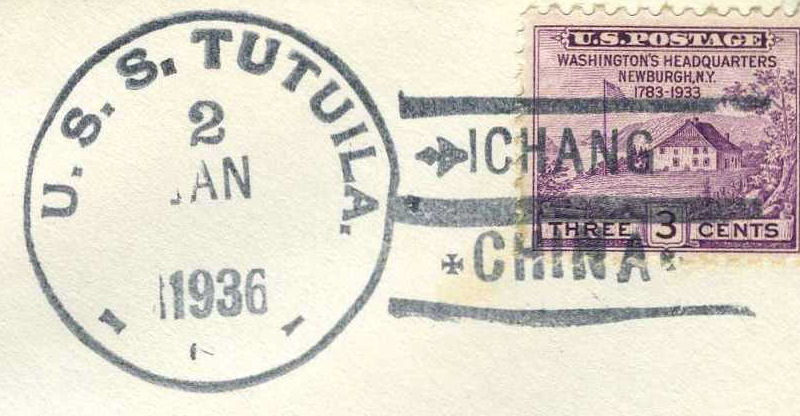 U. S. S. TUTUILA.
2
JAN
1936
ICHANG
CHINA
U.S. POSTAGE
WASHINGTON'S HEADQUARTERS
NEWBURGH, N.Y.
1783-1933
THREE 3 CENTS